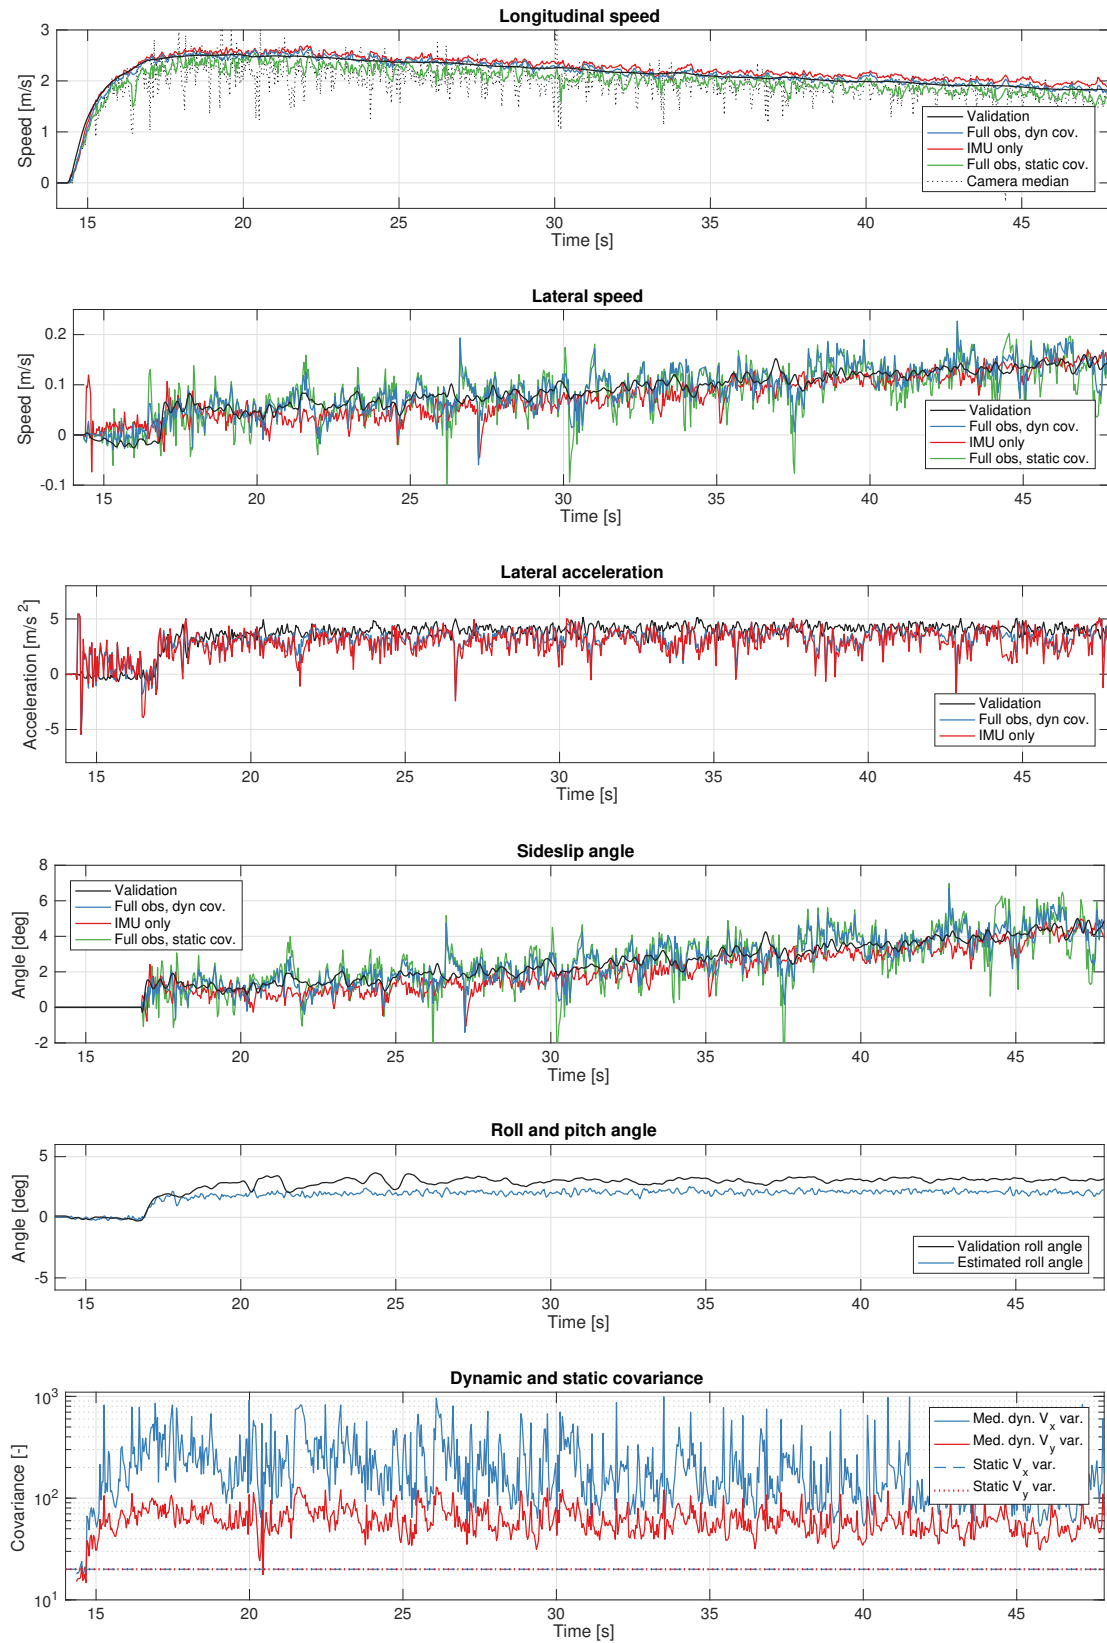 Longitudinal speed
3
2
1
0
Speed [m/s]
Validation
Full obs, dyn cov.
IMU only
Full obs, static cov.
Camera median
15 20 25 30 35 40 45
Time [s]
Lateral speed
0.2
0.1
0
-0.1
Speed [m/s]
Validation
Full obs, dyn cov.
IMU only
Full obs, static cov.
15 20 25 30 35 40 45
Time [s]
Lateral acceleration
5
0
-5
Acceleration [m/s²]
Validation
Full obs, dyn cov.
IMU only
15 20 25 30 35 40 45
Time [s]
Sideslip angle
8
6
4
2
0
-2
Angle [deg]
Validation
Full obs, dyn cov.
IMU only
Full obs, static cov.
15 20 25 30 35 40 45
Time [s]
Roll and pitch angle
5
0
-5
Angle [deg]
Validation roll angle
Estimated roll angle
15 20 25 30 35 40 45
Time [s]
Dynamic and static covariance
10³
10²
10¹
Covariance [-]
Med. dyn. Vₓ var.
Med. dyn. V_y var.
Static Vₓ var.
Static V_y var.
15 20 25 30 35 40 45
Time [s]